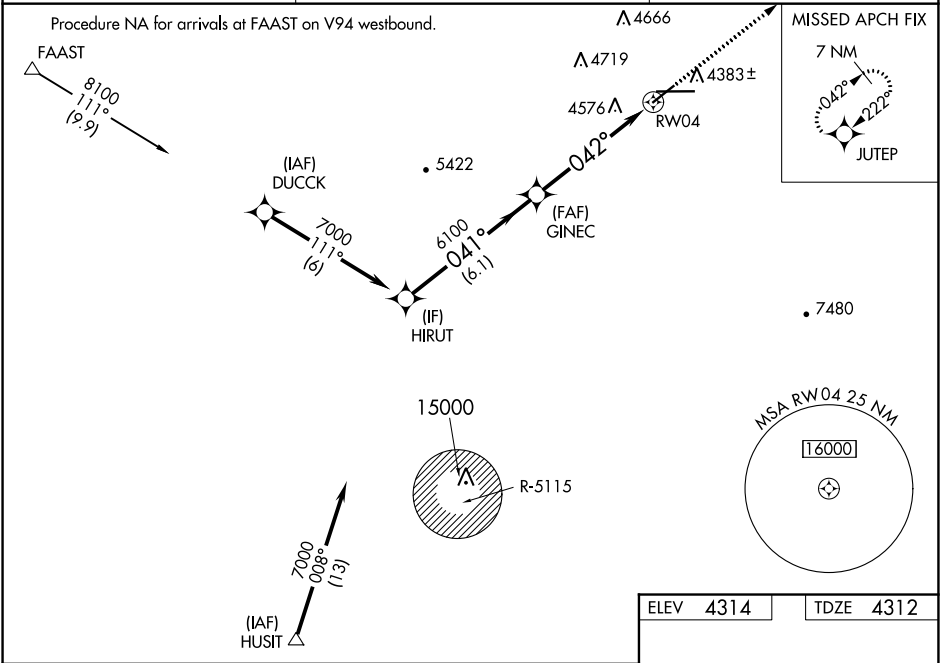 Procedure NA for arrivals at FAAST on V94 westbound.
FAAST
8100
111°
(9.9)
4666
4719
4383±
4576
RW04
MISSED APCH FIX
7 NM
042°
222°
JUTEP
(IAF)
DUCCK
5422
7000
111°
(6)
6100
041°
(6.1)
042°
(FAF)
GINEC
(IF)
HIRUT
7480
15000
R-5115
MSA RW04 25 NM
16000
7000
008°
(13)
(IAF)
HUSIT
ELEV 4314
TDZE 4312